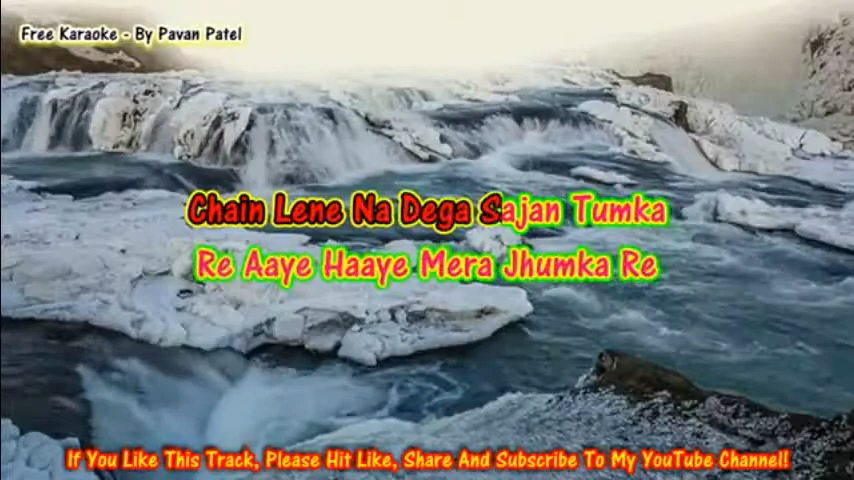 Free Karaoke - By Pavan Patel
Chain Lene Na Dega Sajan Tumka
Re Aaye Haaye Mera Jhumka Re
If You Like This Track, Please Hit Like, Share And Subscribe To My YouTube Channel!